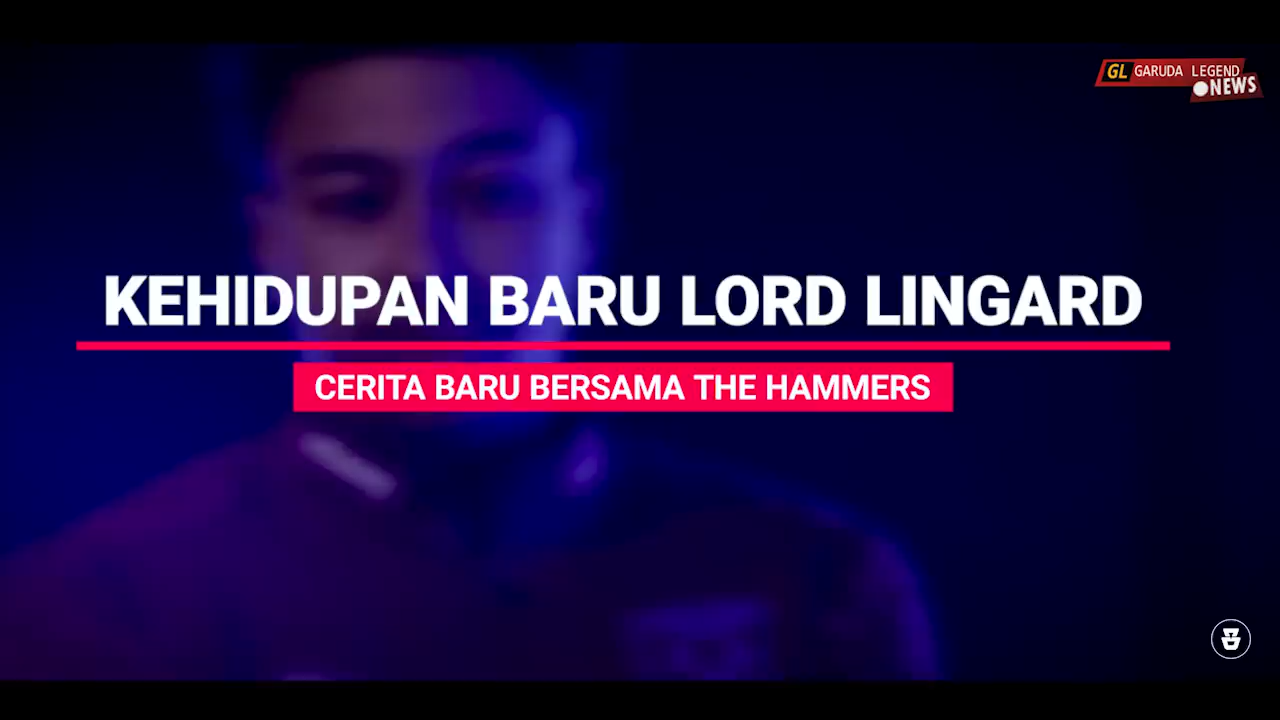 GL GARUDA LEGEND
NEWS
KEHIDUPAN BARU LORD LINGARD
CERITA BARU BERSAMA THE HAMMERS